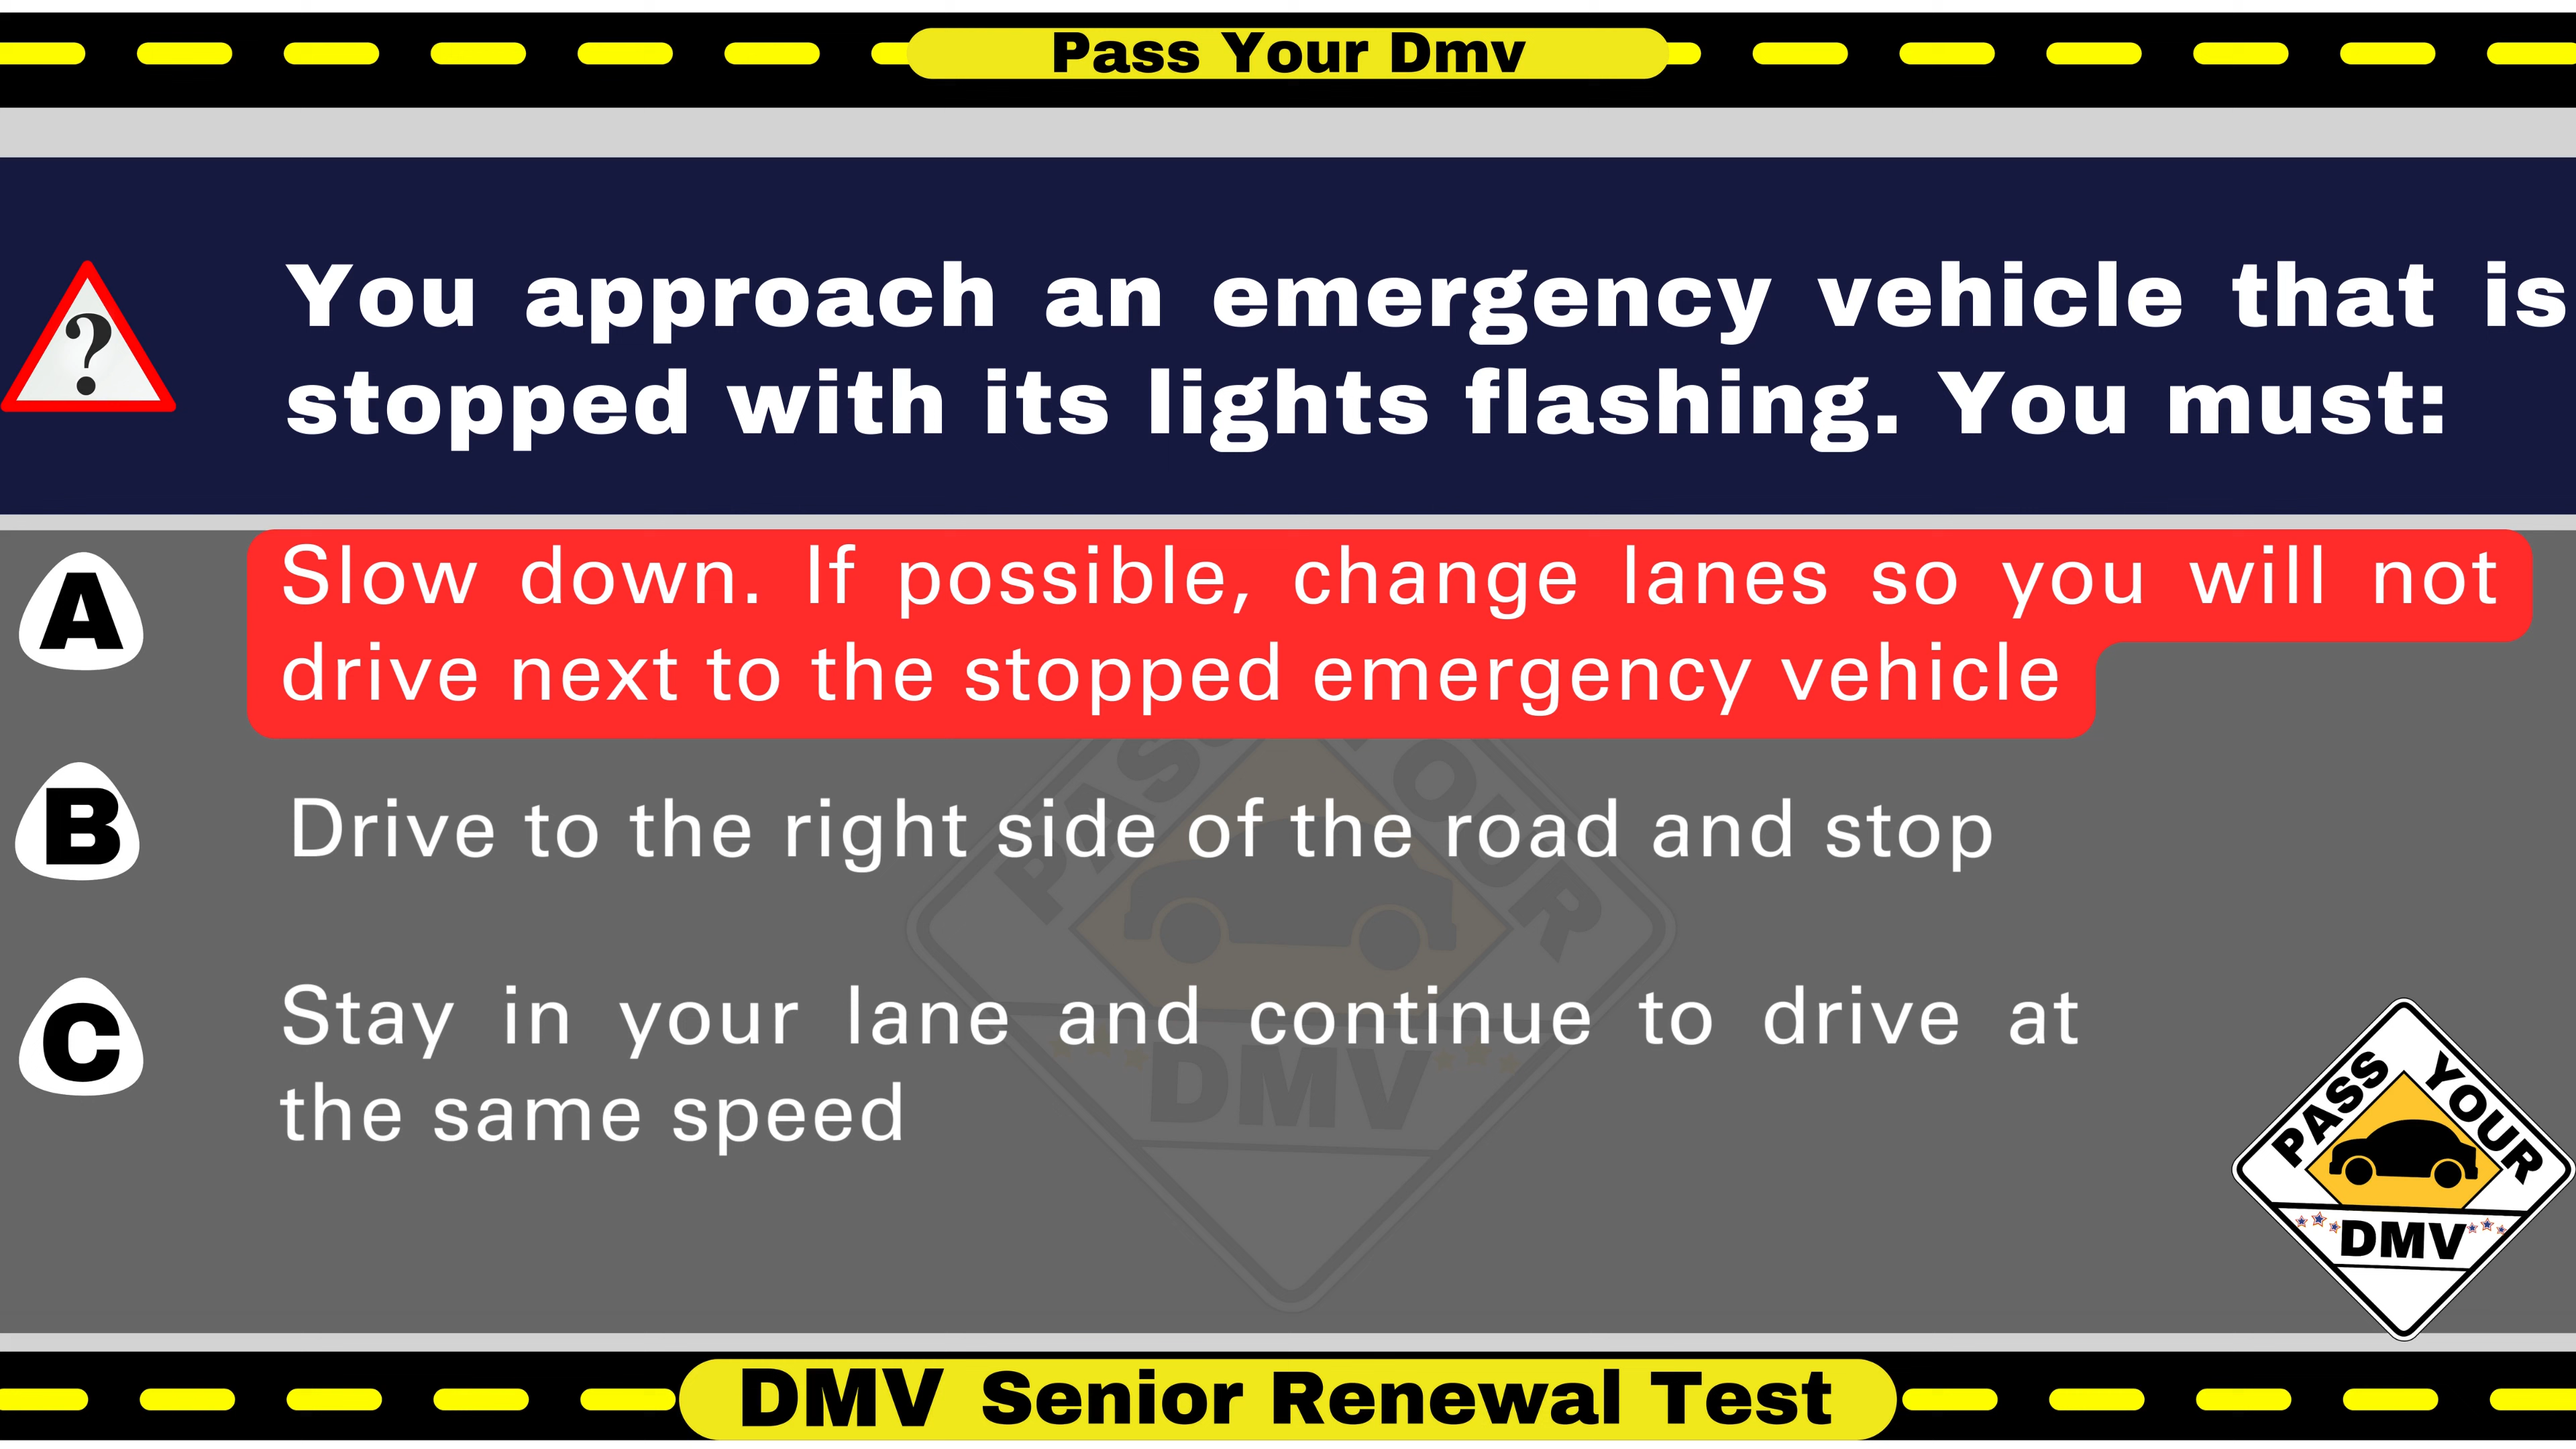 Pass Your Dmv
?
You approach an emergency vehicle that is
stopped with its lights flashing. You must:
A
Slow down. If possible, change lanes so you will not
drive next to the stopped emergency vehicle
B
Drive to the right side of the road and stop
C
Stay in your lane and continue to drive at
the same speed
PASS YOUR
DMV
PASS YOUR
DMV
DMV Senior Renewal Test